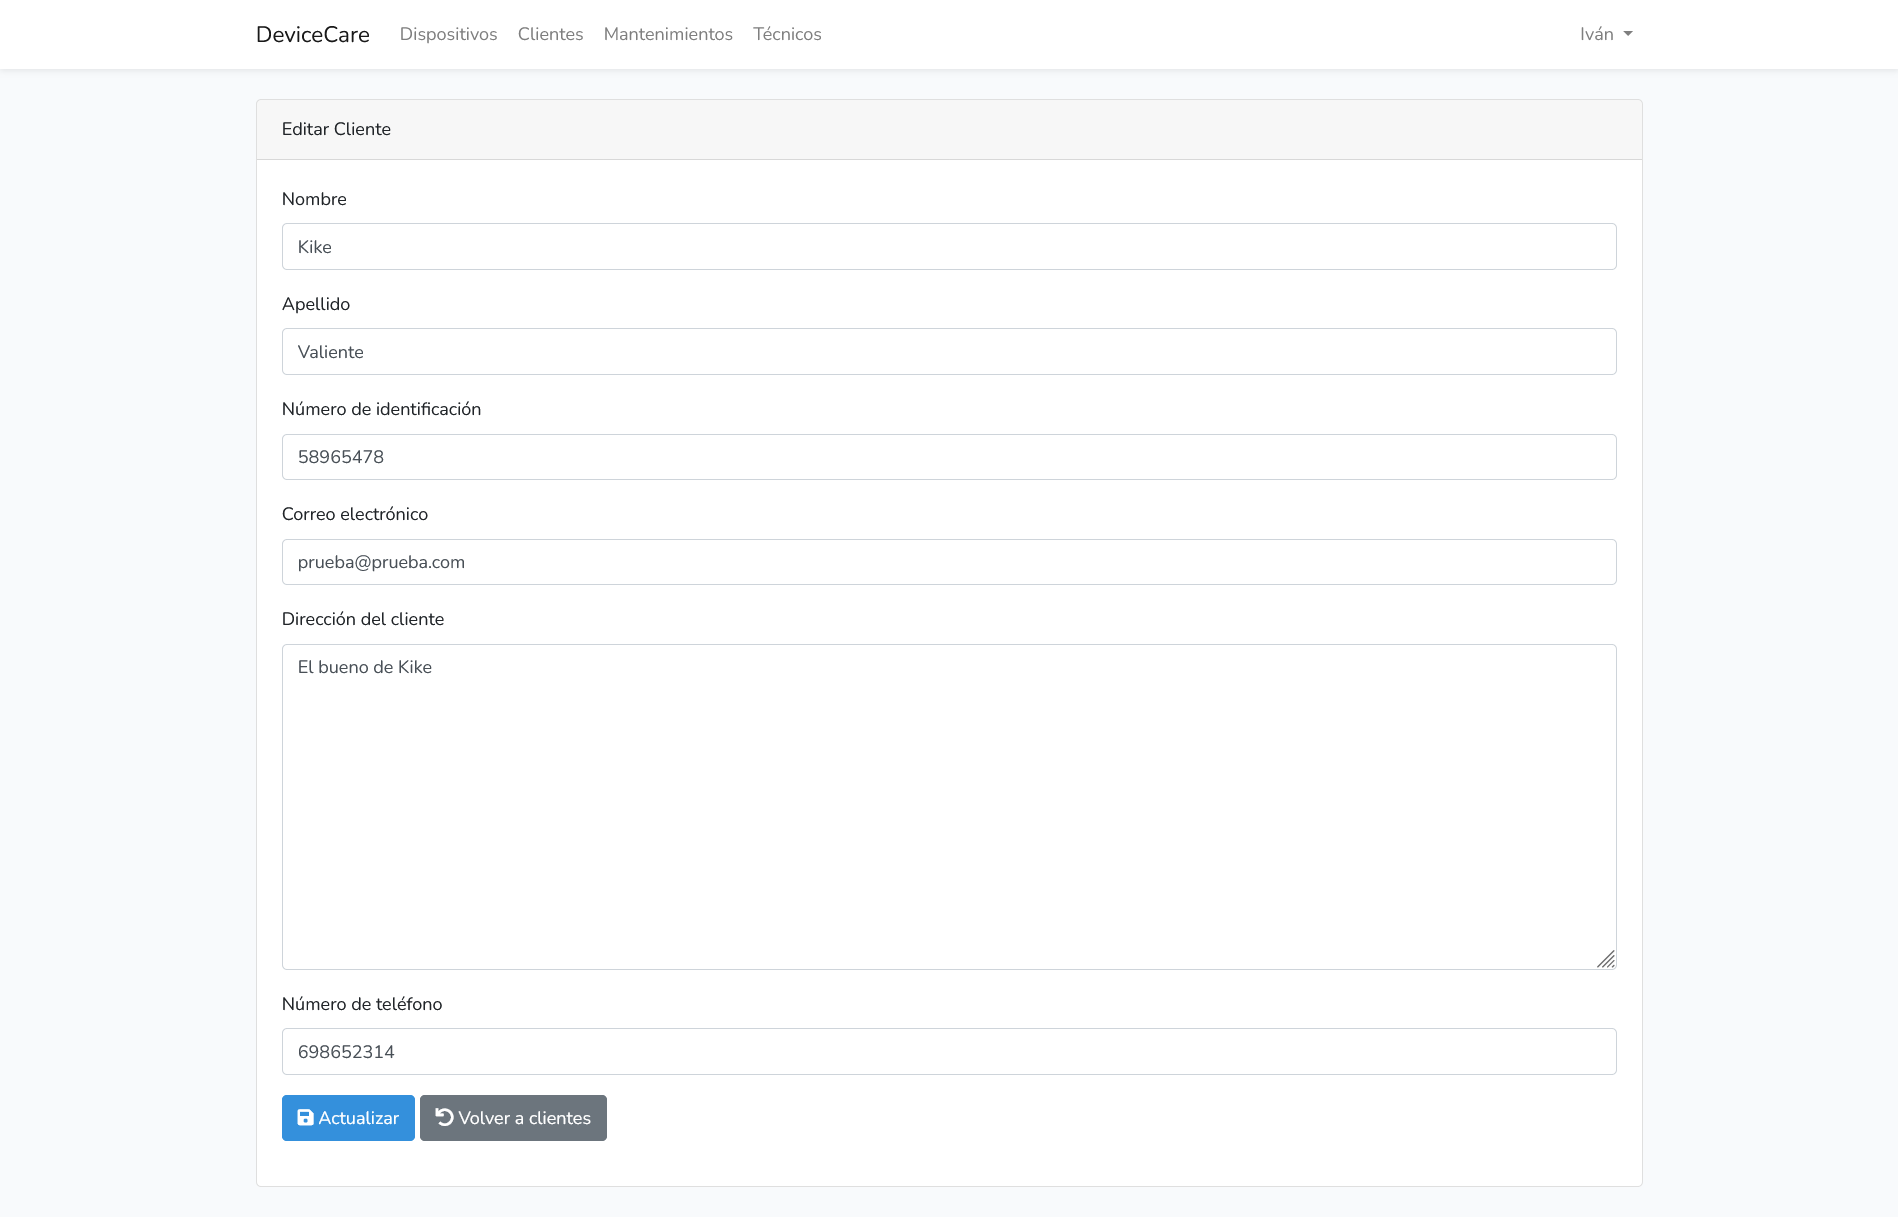 DeviceCare Dispositivos Clientes Mantenimientos Técnicos Iván
Editar Cliente
Nombre
Kike
Apellido
Valiente
Número de identificación
58965478
Correo electrónico
prueba@prueba.com
Dirección del cliente
El bueno de Kike
Número de teléfono
698652314
Actualizar Volver a clientes